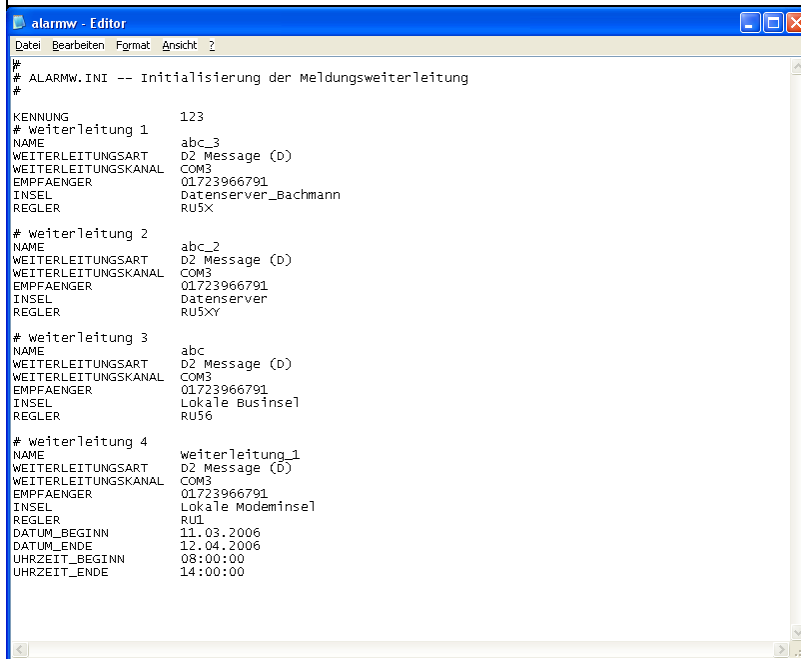 alarmw - Editor
Datei Bearbeiten Format Ansicht ?
#
# ALARMW.INI -- Initialisierung der Meldungsweiterleitung
#
KENNUNG 123
# Weiterleitung 1
NAME abc_3
WEITERLEITUNGSART D2 Message (D)
WEITERLEITUNGSKANAL COM3
EMPFAENGER 01723966791
INSEL Datenserver_Bachmann
REGLER RU5X
# Weiterleitung 2
NAME abc_2
WEITERLEITUNGSART D2 Message (D)
WEITERLEITUNGSKANAL COM3
EMPFAENGER 01723966791
INSEL Datenserver
REGLER RU5XY
# Weiterleitung 3
NAME abc
WEITERLEITUNGSART D2 Message (D)
WEITERLEITUNGSKANAL COM3
EMPFAENGER 01723966791
INSEL Lokale Businsel
REGLER RU56
# Weiterleitung 4
NAME Weiterleitung_1
WEITERLEITUNGSART D2 Message (D)
WEITERLEITUNGSKANAL COM3
EMPFAENGER 01723966791
INSEL Lokale Modeminsel
REGLER RU1
DATUM_BEGINN 11.03.2006
DATUM_ENDE 12.04.2006
UHRZEIT_BEGINN 08:00:00
UHRZEIT_ENDE 14:00:00